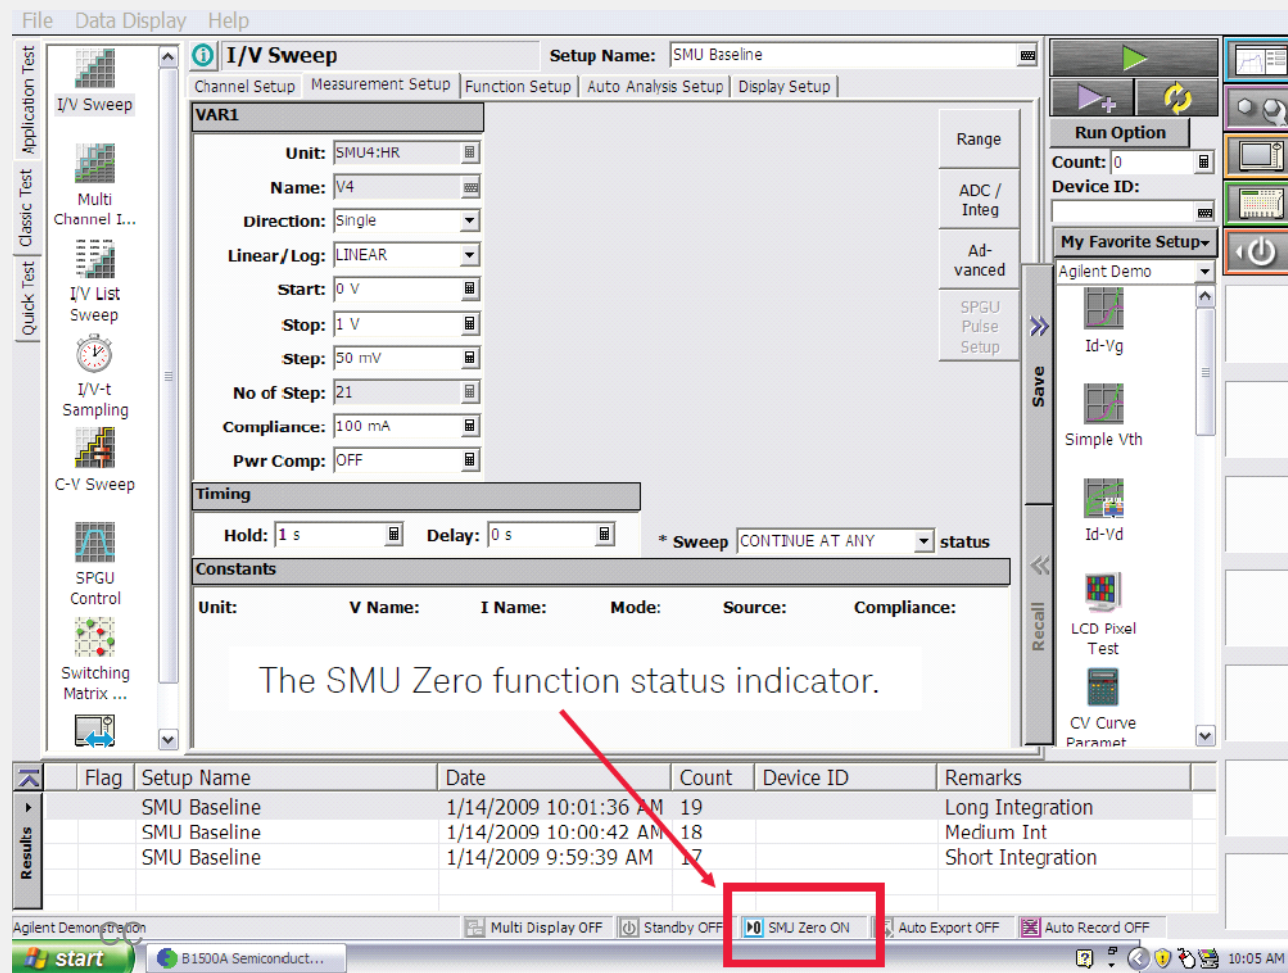 File Data Display Help
Application Test
Classic Test
Quick Test
I/V Sweep
Multi
Channel I...
I/V List
Sweep
I/V-t
Sampling
C-V Sweep
SPGU
Control
Switching
Matrix ...
I/V Sweep
Setup Name: SMU Baseline
Channel Setup Measurement Setup Function Setup Auto Analysis Setup Display Setup
VAR1
Unit: SMU4:HR
Name: V4
Direction: Single
Linear/Log: LINEAR
Start: 0 V
Stop: 1 V
Step: 50 mV
No of Step: 21
Compliance: 100 mA
Pwr Comp: OFF
Range
ADC /
Integ
Ad-
vanced
SPGU
Pulse
Setup
Timing
Hold: 1 s Delay: 0 s * Sweep CONTINUE AT ANY status
Constants
Unit: V Name: I Name: Mode: Source: Compliance:
The SMU Zero function status indicator.
Save
Recall
Run Option
Count: 0
Device ID:
My Favorite Setup
Agilent Demo
Id-Vg
Simple Vth
Id-Vd
LCD Pixel
Test
CV Curve
Paramet
Results
Flag Setup Name Date Count Device ID Remarks
SMU Baseline 1/14/2009 10:01:36 AM 19 Long Integration
SMU Baseline 1/14/2009 10:00:42 AM 18 Medium Int
SMU Baseline 1/14/2009 9:59:39 AM 17 Short Integration
Agilent Demonstration Multi Display OFF Standby OFF SMU Zero ON Auto Export OFF Auto Record OFF
CC
start B1500A Semiconduct... 10:05 AM